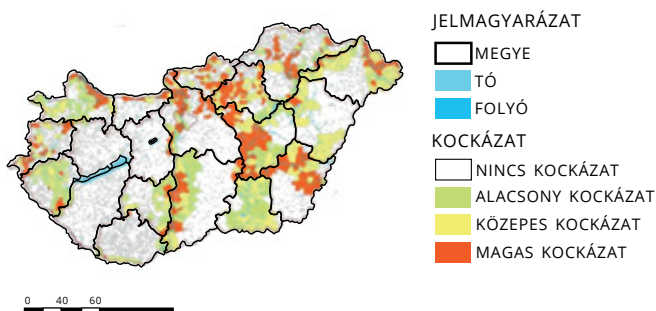 JELMAGYARÁZAT
MEGYE
TÓ
FOLYÓ
KOCKÁZAT
NINCS KOCKÁZAT
ALACSONY KOCKÁZAT
KÖZEPES KOCKÁZAT
MAGAS KOCKÁZAT
0 40 60